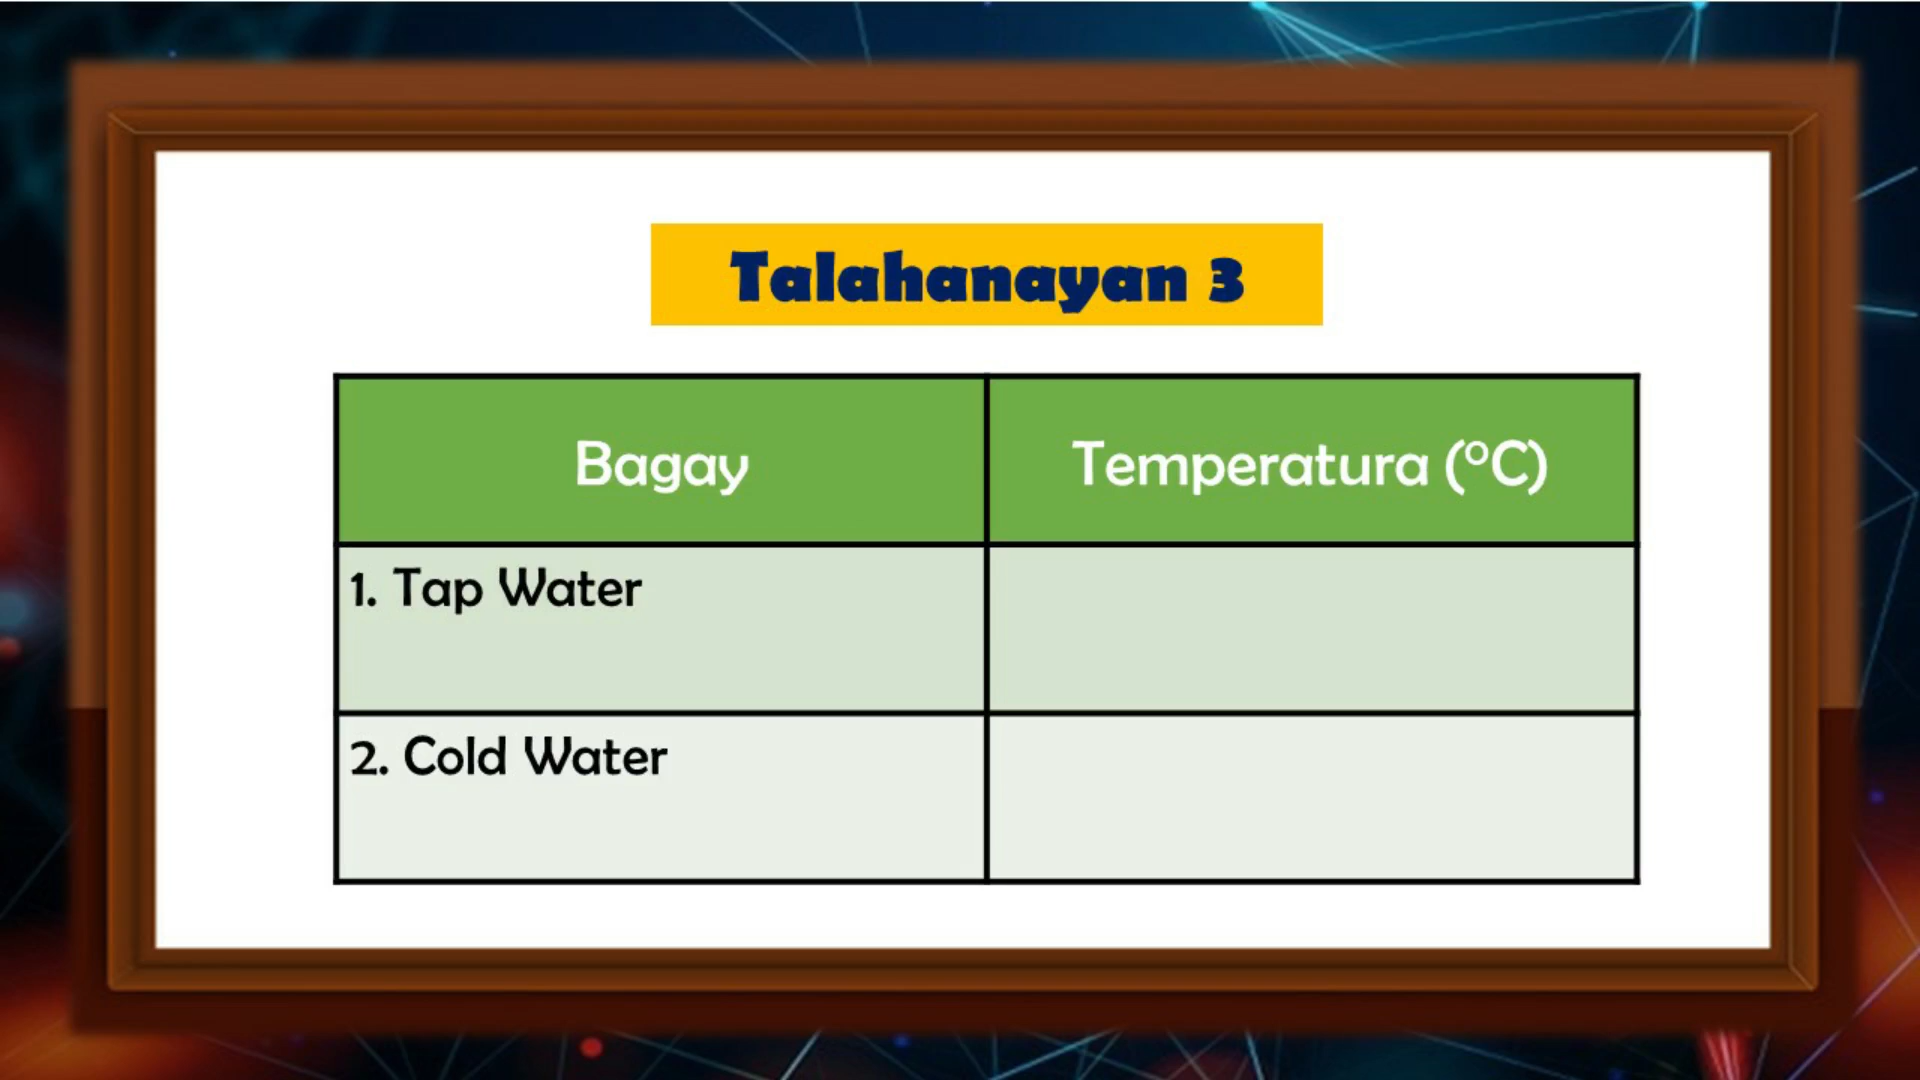 Talahanayan 3
Bagay
Temperatura (°C)
1. Tap Water
2. Cold Water